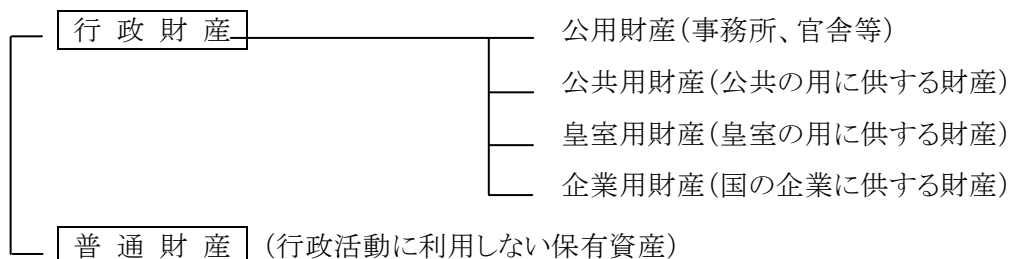 行政財産 公用財産(事務所、官舎等)
公共用財産(公共の用に供する財産)
皇室用財産(皇室の用に供する財産)
企業用財産(国の企業に供する財産)
普通財産 (行政活動に利用しない保有資産)